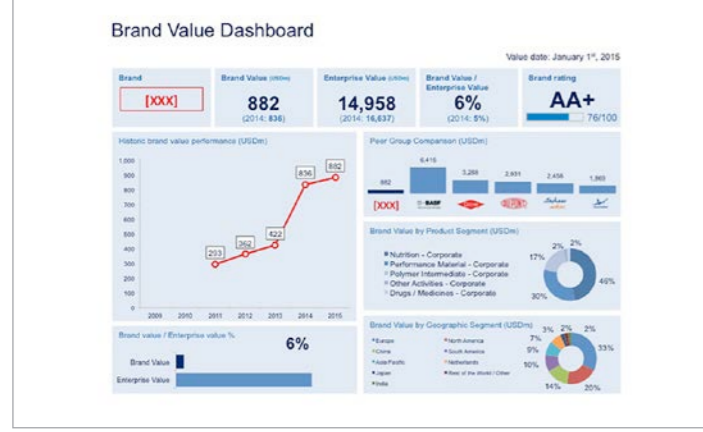 Brand Value Dashboard
Value date: January 1st, 2015
Brand
[XXX]
Brand Value (USDm)
882
(2014: 836)
Enterprise Value (USDm)
14,958
(2014: 16,637)
Brand Value /
Enterprise Value
6%
(2014: 5%)
Brand rating
AA+
76/100
Historic brand value performance (USDm)
1,000
900
800
700
600
500
400
300
200
100
0
293
362
422
836
882
2009 2010 2011 2012 2013 2014 2015
Brand value / Enterprise value %
6%
Brand Value
Enterprise Value
Peer Group Comparison (USDm)
882
6,415
3,288
2,931
2,436
1,865
[XXX]
BASF
Dow
DUPONT
Brand Value by Product Segment (USDm)
Nutrition - Corporate
Performance Material - Corporate
Polymer Intermediate - Corporate
Other Activities - Corporate
Drugs / Medicines - Corporate
2% 2%
17%
46%
30%
Brand Value by Geographic Segment (USDm)
Europe
North America
China
South America
Asia Pacific
Netherlands
Japan
Rest of the World / Other
India
3% 2% 2%
7%
9%
10%
14%
20%
33%